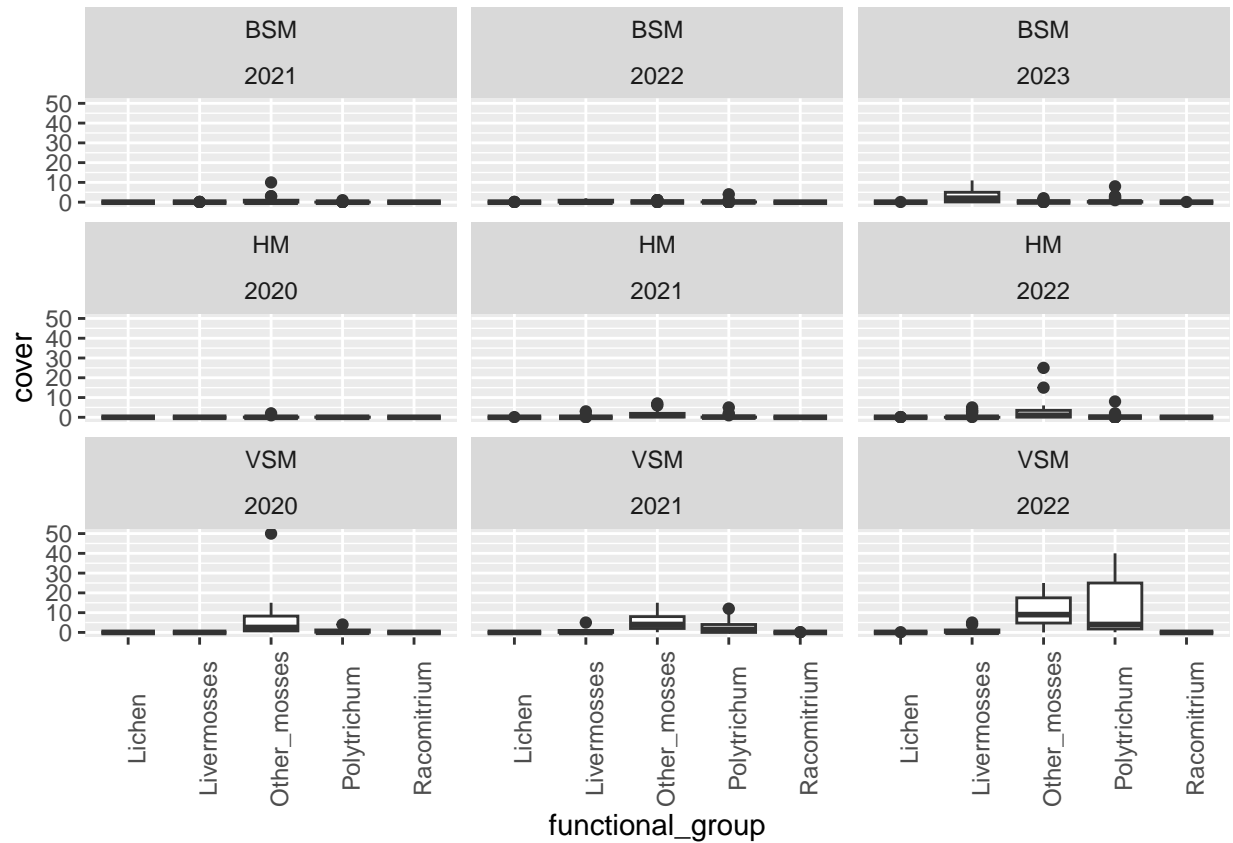 BSM BSM BSM
2021 2022 2023
50
40
30
20
10
0
HM HM HM
2020 2021 2022
50
40
30
20
10
0
cover
VSM VSM VSM
2020 2021 2022
50
40
30
20
10
0
Lichen Livermosses Other_mosses Polytrichum Racomitrium Lichen Livermosses Other_mosses Polytrichum Racomitrium Lichen Livermosses Other_mosses Polytrichum Racomitrium
functional_group